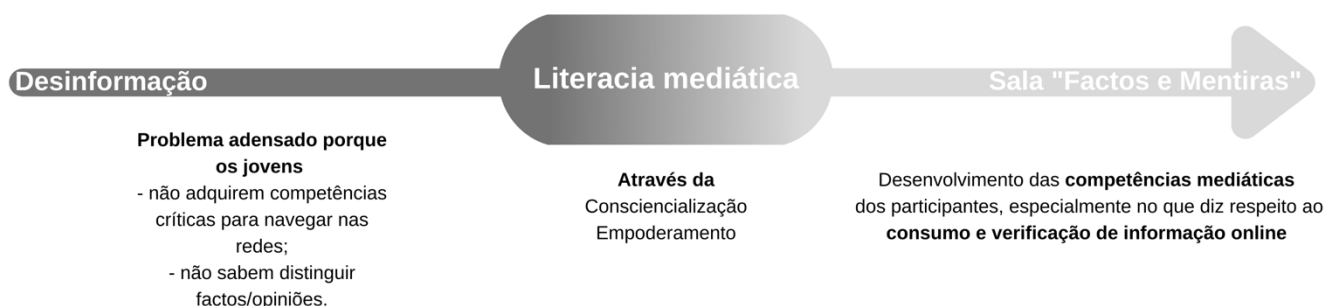 Desinformação
Literacia mediática
Sala "Factos e Mentiras"
Problema adensado porque
os jovens
- não adquirem competências
críticas para navegar nas
redes;
- não sabem distinguir
factos/opiniões.
Através da
Consciencialização
Empoderamento
Desenvolvimento das competências mediáticas
dos participantes, especialmente no que diz respeito ao
consumo e verificação de informação online